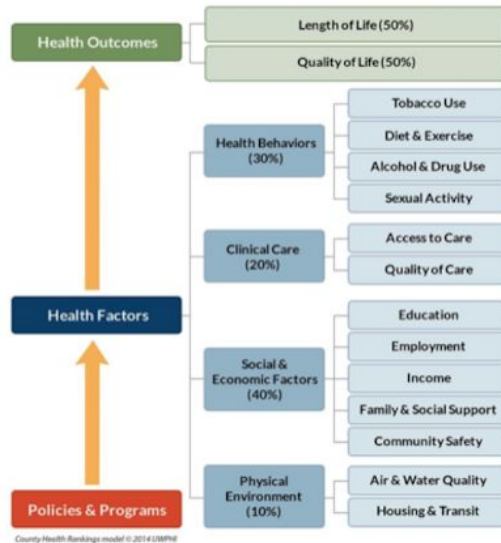 Health Outcomes
Length of Life (50%)
Quality of Life (50%)
Health Factors
Health Behaviors
(30%)
Tobacco Use
Diet & Exercise
Alcohol & Drug Use
Sexual Activity
Clinical Care
(20%)
Access to Care
Quality of Care
Social &
Economic Factors
(40%)
Education
Employment
Income
Family & Social Support
Community Safety
Physical
Environment
(10%)
Air & Water Quality
Housing & Transit
Policies & Programs
County Health Rankings model © 2014 UWPHI